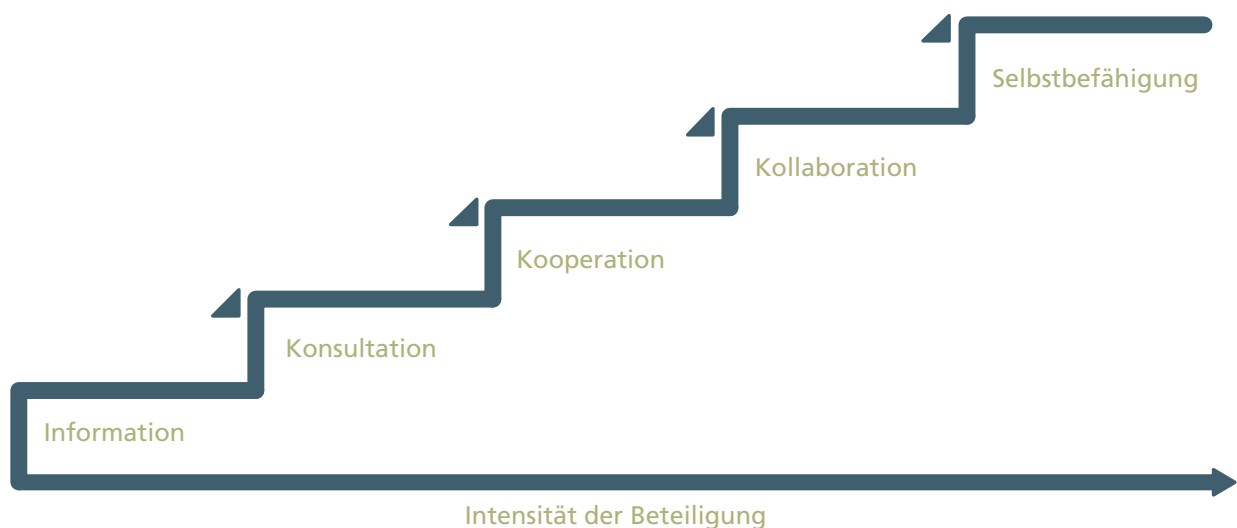 Selbstbefähigung
Kollaboration
Kooperation
Konsultation
Information
Intensität der Beteiligung